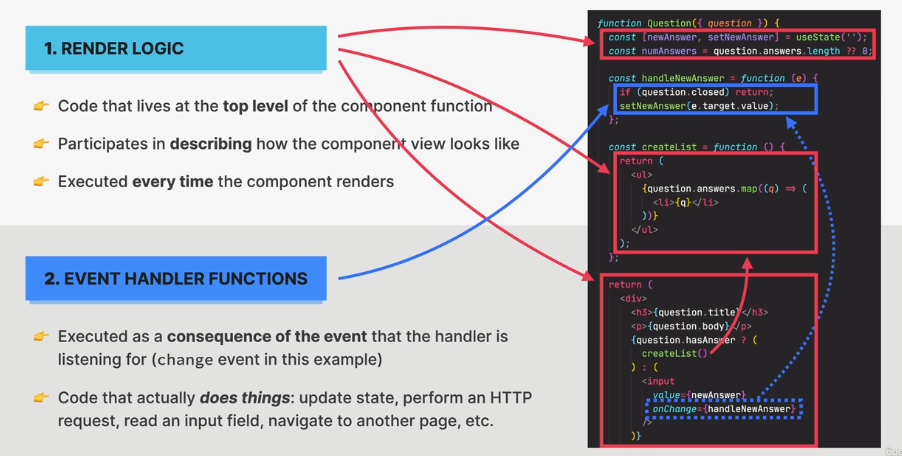 1. RENDER LOGIC
👉 Code that lives at the top level of the component function
👉 Participates in describing how the component view looks like
👉 Executed every time the component renders
2. EVENT HANDLER FUNCTIONS
👉 Executed as a consequence of the event that the handler is
listening for (change event in this example)
👉 Code that actually does things: update state, perform an HTTP
request, read an input field, navigate to another page, etc.
function Question({ question }) {
const [newAnswer, setNewAnswer] = useState('');
const numAnswers = question.answers.length ?? 0;
const handleNewAnswer = function (e) {
if (question.closed) return;
setNewAnswer(e.target.value);
};
const createList = function () {
return (
<ul>
{question.answers.map((q) => (
<li>{q}</li>
))}
</ul>
);
};
return (
<div>
<h3>{question.title}</h3>
<p>{question.body}</p>
{question.hasAnswer ? (
createList()
) : (
<input
value={newAnswer}
onChange={handleNewAnswer}
/>
)}